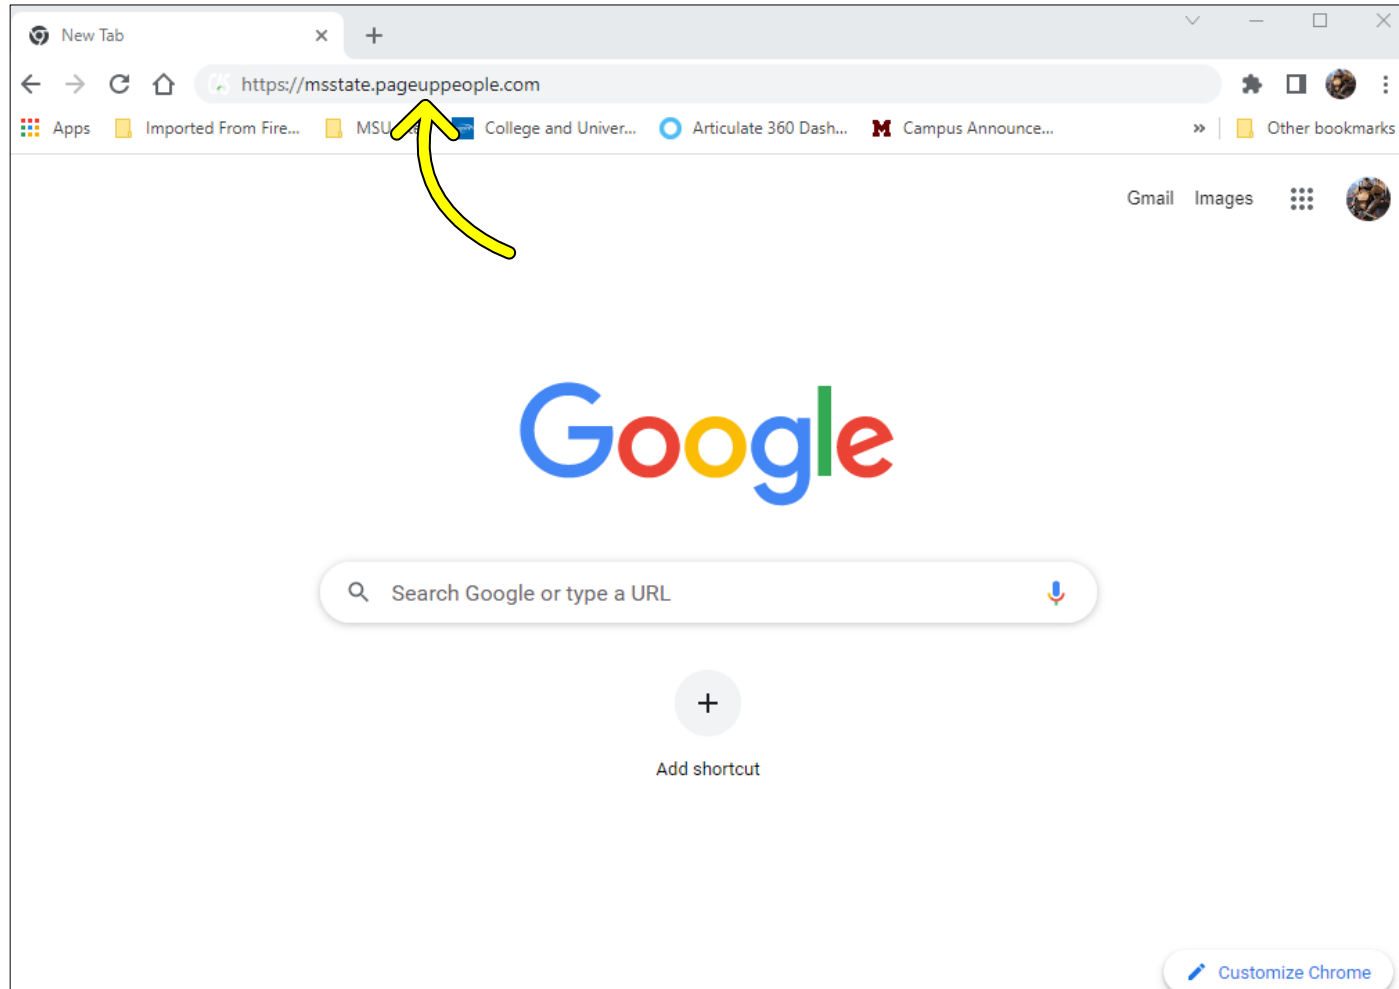 New Tab
https://msstate.pageuppeople.com
Apps Imported From Fire... MSU College and Univer... Articulate 360 Dash... M Campus Announce... » Other bookmarks
Gmail Images
Google
Search Google or type a URL
Add shortcut
Customize Chrome